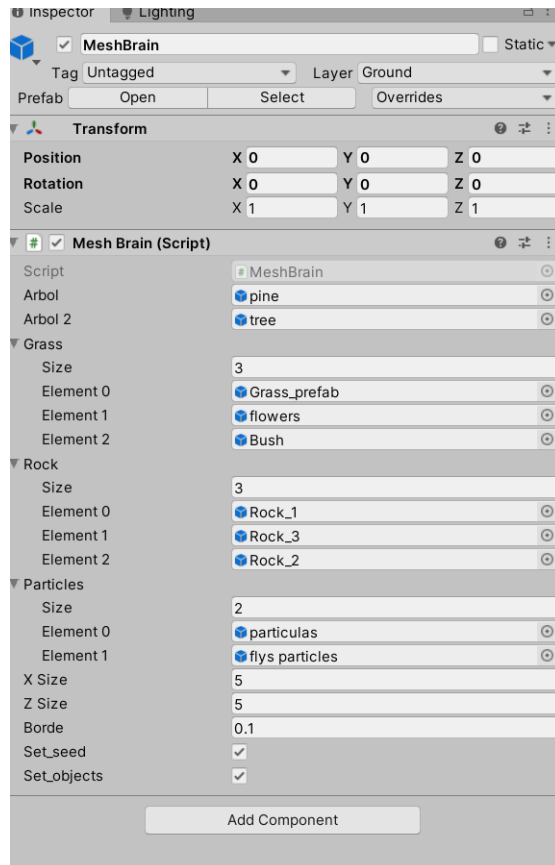 Inspector Lighting
MeshBrain Static
Tag Untagged Layer Ground
Prefab Open Select Overrides
Transform
Position X 0 Y 0 Z 0
Rotation X 0 Y 0 Z 0
Scale X 1 Y 1 Z 1
# Mesh Brain (Script)
Script # MeshBrain
Arbol pine
Arbol 2 tree
Grass
Size 3
Element 0 Grass_prefab
Element 1 flowers
Element 2 Bush
Rock
Size 3
Element 0 Rock_1
Element 1 Rock_3
Element 2 Rock_2
Particles
Size 2
Element 0 particulas
Element 1 flys particles
X Size 5
Z Size 5
Borde 0.1
Set_seed
Set_objects
Add Component